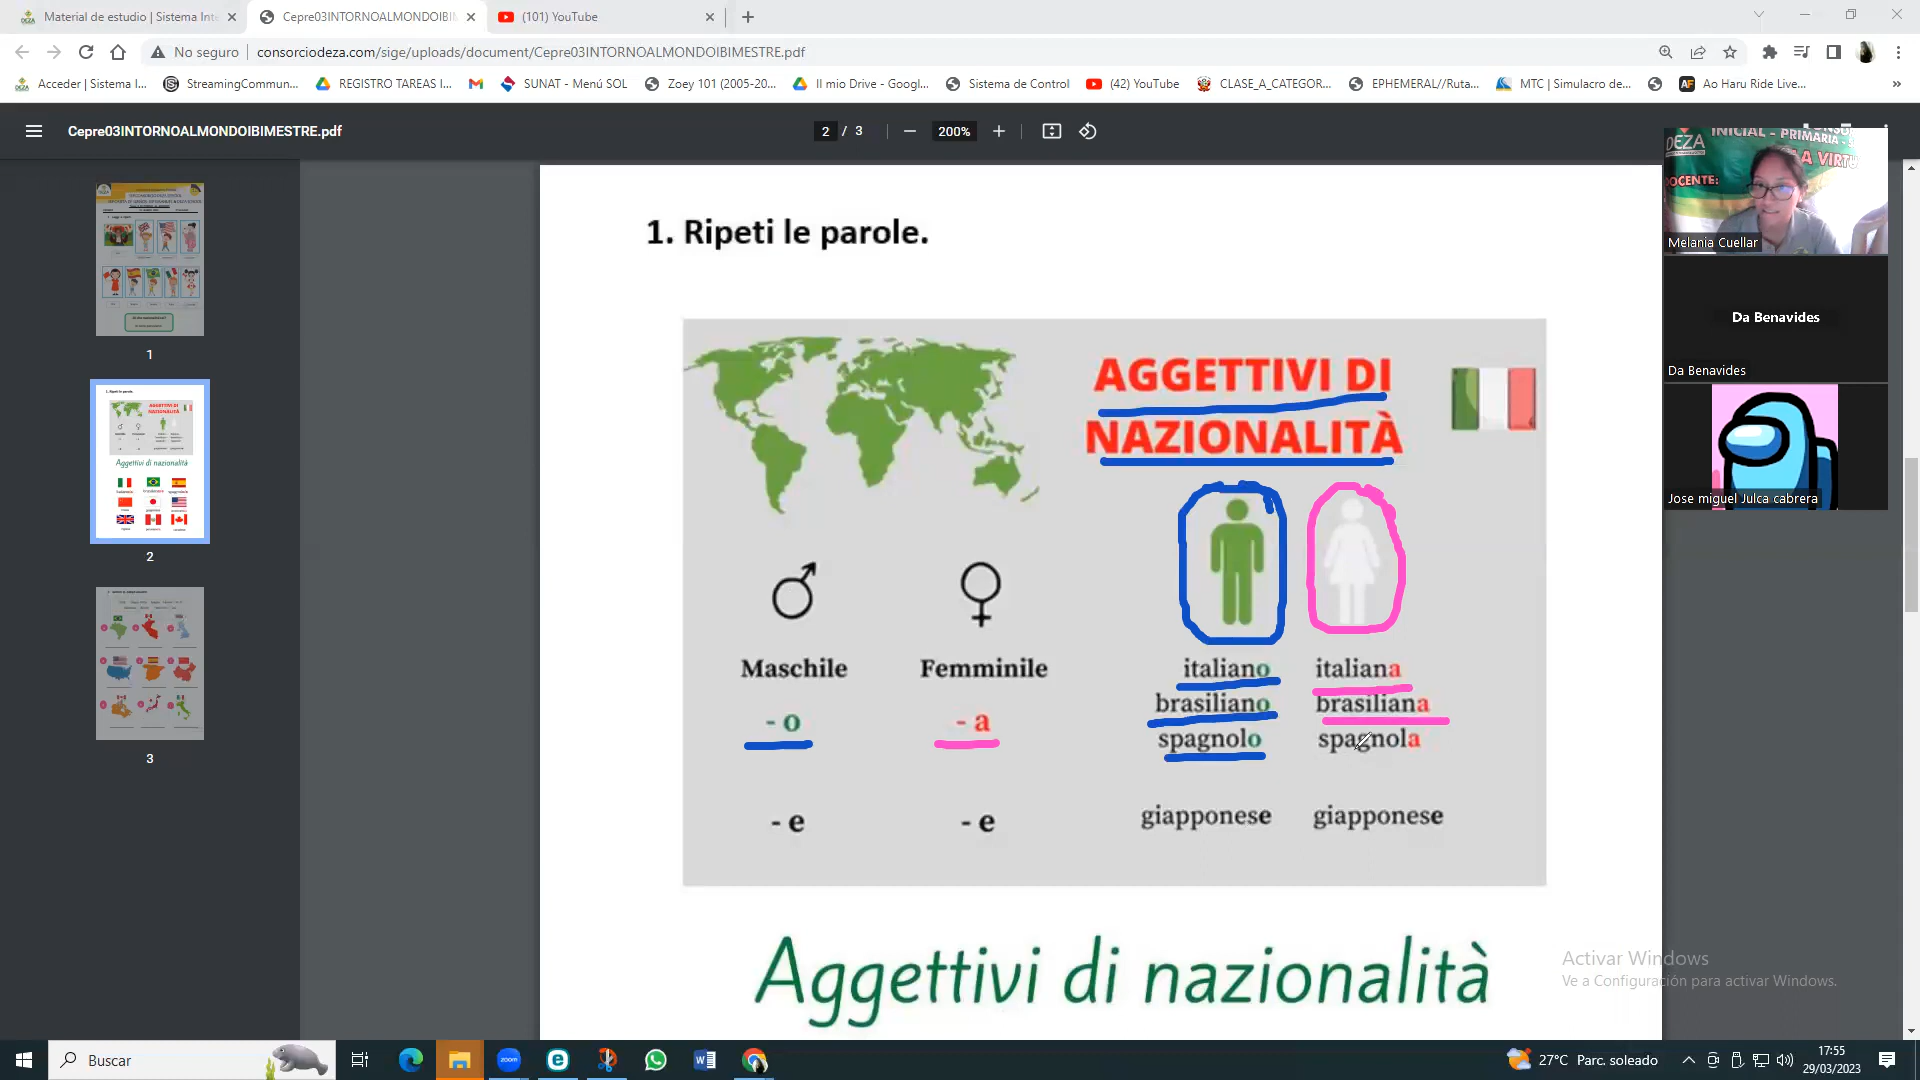 Material de estudio | Sistema Int
Cepre03INTORNOALMONDOIBIM
(101) YouTube
No seguro
consorciodeza.com/sige/uploads/document/Cepre03INTORNOALMONDOIBIMESTRE.pdf
Acceder | Sistema I...
StreamingCommun...
REGISTRO TAREAS I...
SUNAT - Menú SOL
Zoey 101 (2005-20...
Il mio Drive - Googl...
Sistema de Control
(42) YouTube
CLASE_A_CATEGOR...
EPHEMERAL//Ruta...
MTC | Simulacro de...
Ao Haru Ride Live...
»
Cepre03INTORNOALMONDOIBIMESTRE.pdf
2 / 3
200%
1
2
3
1. Ripeti le parole.
AGGETTIVI DI
NAZIONALITÀ
Maschile
Femminile
- o
- a
- e
- e
italiano italiana
brasiliano brasiliana
spagnolo spagnola
giapponese giapponese
Aggettivi di nazionalità
DEZA
INICIAL - PRIMARIA -
DOCENTE:
Melania Cuellar
Da Benavides
Da Benavides
Jose miguel Julca cabrera
Activar Windows
Ve a Configuración para activar Windows.
Buscar
zoom
27°C Parc. soleado
17:55
29/03/2023